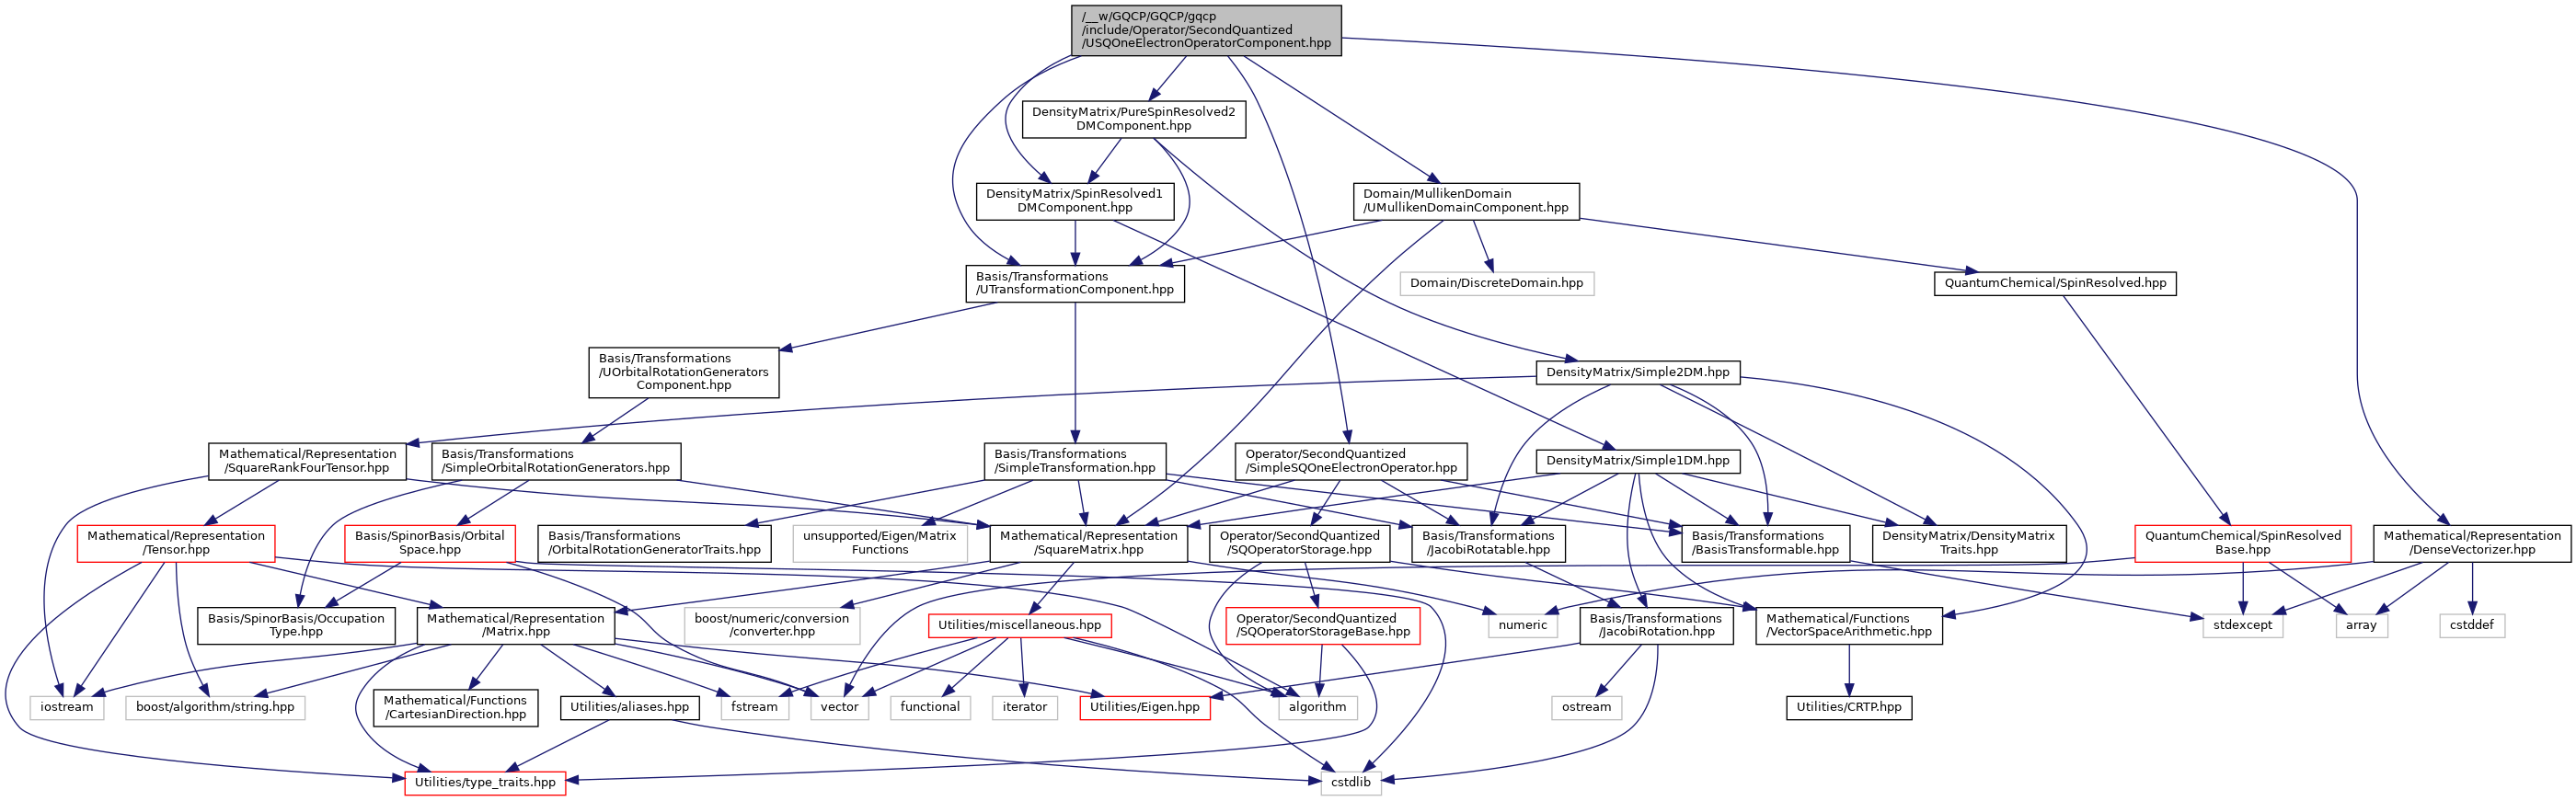 /__w/GQCP/GQCP/gqcp
/include/Operator/SecondQuantized
/USQOneElectronOperatorComponent.hpp
DensityMatrix/PureSpinResolved2
DMComponent.hpp
DensityMatrix/SpinResolved1
DMComponent.hpp
Domain/MullikenDomain
/UMullikenDomainComponent.hpp
Basis/Transformations
/UTransformationComponent.hpp
Domain/DiscreteDomain.hpp
QuantumChemical/SpinResolved.hpp
Basis/Transformations
/UOrbitalRotationGenerators
Component.hpp
DensityMatrix/Simple2DM.hpp
Mathematical/Representation
/SquareRankFourTensor.hpp
Basis/Transformations
/SimpleOrbitalRotationGenerators.hpp
Basis/Transformations
/SimpleTransformation.hpp
Operator/SecondQuantized
/SimpleSQOneElectronOperator.hpp
DensityMatrix/Simple1DM.hpp
Mathematical/Representation
/Tensor.hpp
Basis/SpinorBasis/Orbital
Space.hpp
Basis/Transformations
/OrbitalRotationGeneratorTraits.hpp
unsupported/Eigen/Matrix
Functions
Mathematical/Representation
/SquareMatrix.hpp
Operator/SecondQuantized
/SQOperatorStorage.hpp
Basis/Transformations
/JacobiRotatable.hpp
Basis/Transformations
/BasisTransformable.hpp
DensityMatrix/DensityMatrix
Traits.hpp
QuantumChemical/SpinResolved
Base.hpp
Mathematical/Representation
/DenseVectorizer.hpp
Basis/SpinorBasis/Occupation
Type.hpp
Mathematical/Representation
/Matrix.hpp
boost/numeric/conversion
/converter.hpp
Utilities/miscellaneous.hpp
Operator/SecondQuantized
/SQOperatorStorageBase.hpp
numeric
Basis/Transformations
/JacobiRotation.hpp
Mathematical/Functions
/VectorSpaceArithmetic.hpp
stdexcept
array
cstddef
iostream
boost/algorithm/string.hpp
Mathematical/Functions
/CartesianDirection.hpp
Utilities/aliases.hpp
fstream
vector
functional
iterator
Utilities/Eigen.hpp
algorithm
ostream
Utilities/CRTP.hpp
Utilities/type_traits.hpp
cstdlib